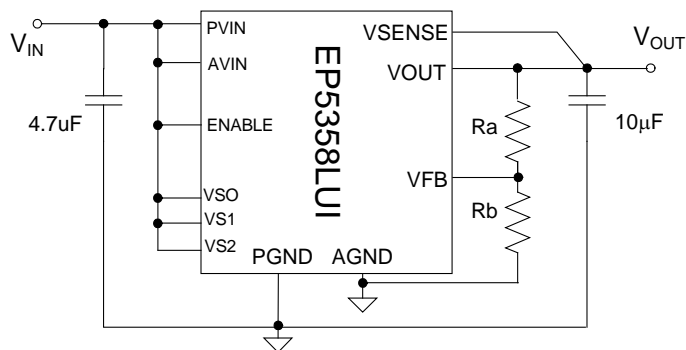 PVIN
VSENSE
VIN
VOUT
AVIN
VOUT
4.7uF
ENABLE
EP5358LUI
Ra
10μF
VFB
VSO
VS1
Rb
VS2
PGND
AGND